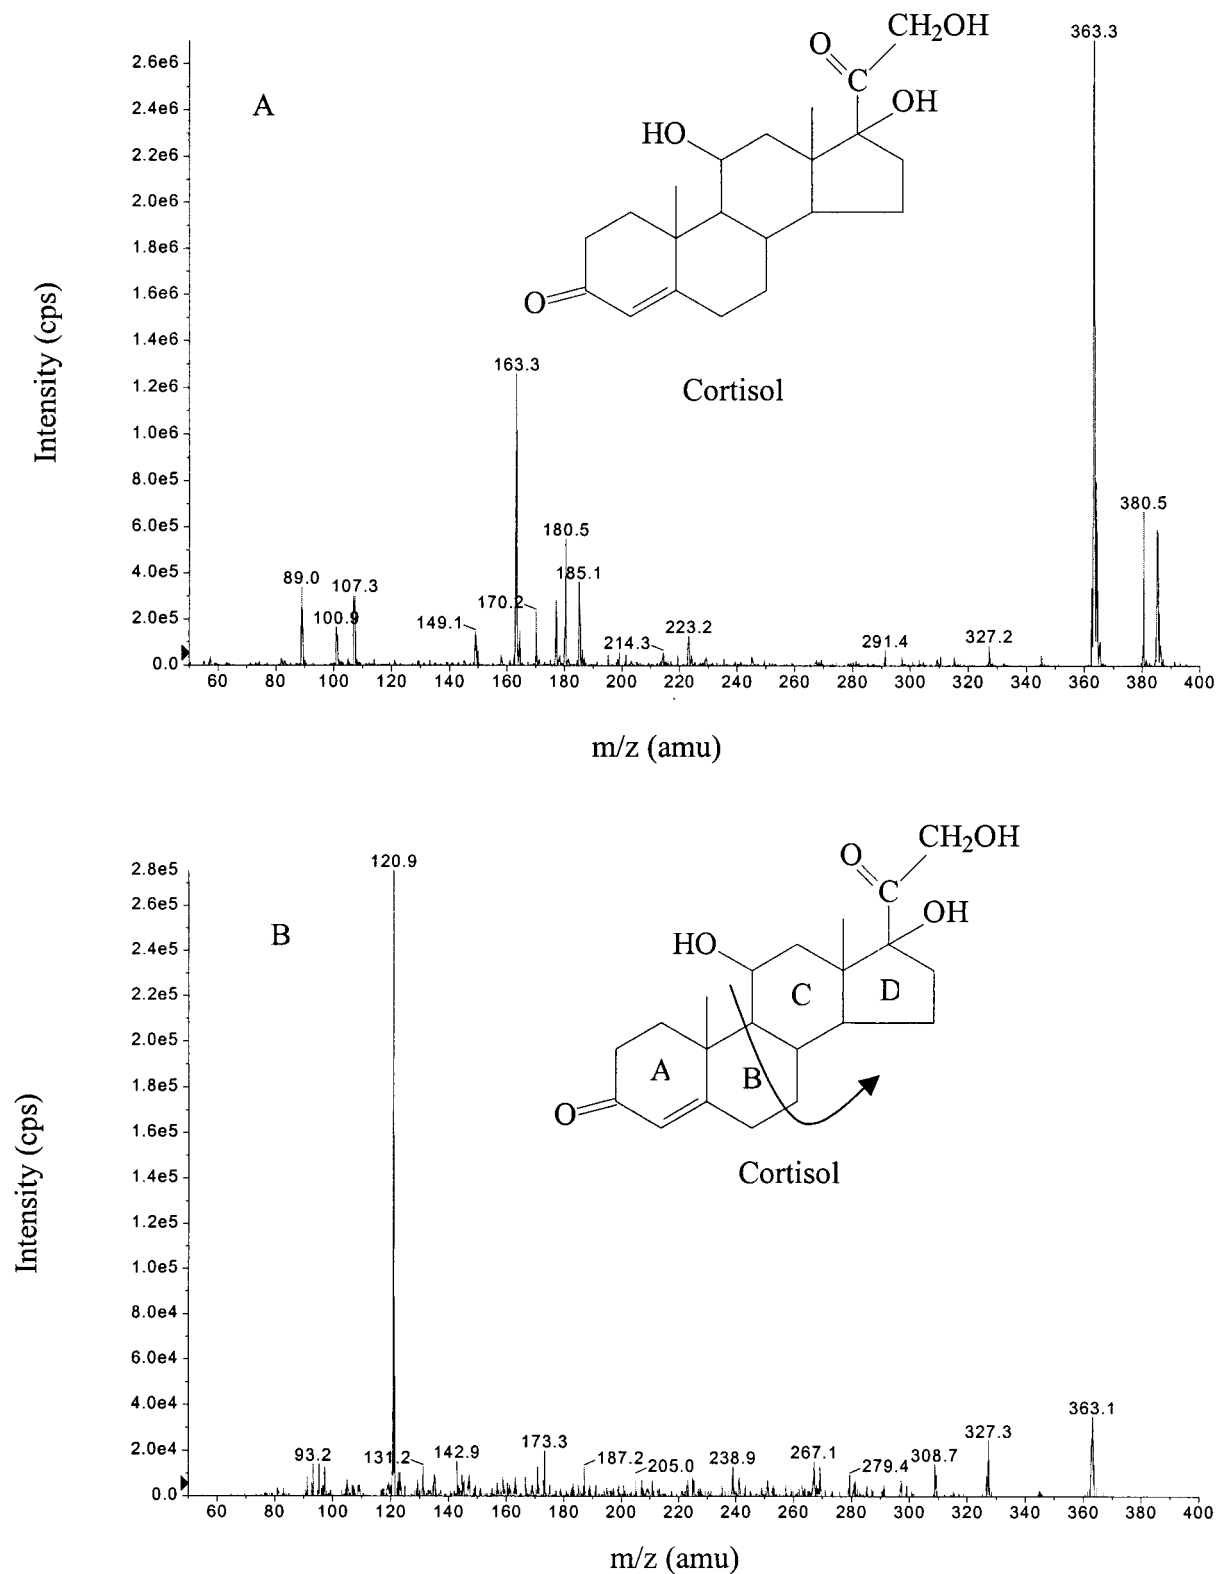 CH2OH
O
C
OH
HO
O
Cortisol
A
Intensity (cps)
2.6e6
2.4e6
2.2e6
2.0e6
1.8e6
1.6e6
1.4e6
1.2e6
1.0e6
8.0e5
6.0e5
4.0e5
2.0e5
0.0
363.3
163.3
380.5
180.5
185.1
89.0
107.3
100.9
170.2
149.1
214.3
223.2
291.4
327.2
60 80 100 120 140 160 180 200 220 240 260 280 300 320 340 360 380 400
m/z (amu)
CH2OH
O
C
OH
HO
C
D
A
B
O
Cortisol
B
Intensity (cps)
2.8e5
2.6e5
2.4e5
2.2e5
2.0e5
1.8e5
1.6e5
1.4e5
1.2e5
1.0e5
8.0e4
6.0e4
4.0e4
2.0e4
0.0
120.9
363.1
327.3
93.2
131.2
142.9
173.3
187.2
205.0
238.9
267.1
279.4
308.7
60 80 100 120 140 160 180 200 220 240 260 280 300 320 340 360 380 400
m/z (amu)